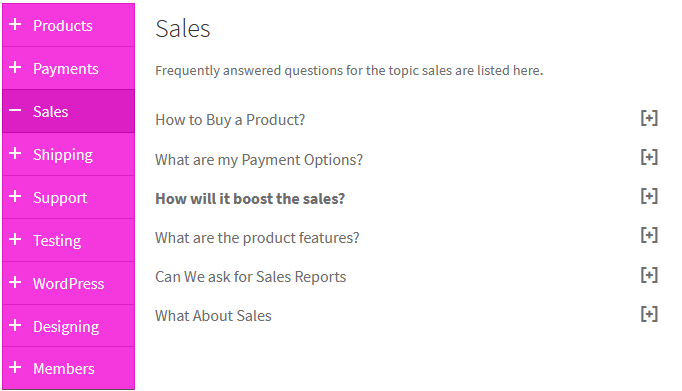 + Products
+ Payments
− Sales
+ Shipping
+ Support
+ Testing
+ WordPress
+ Designing
+ Members
Sales
Frequently answered questions for the topic sales are listed here.
How to Buy a Product? [+]
What are my Payment Options? [+]
How will it boost the sales? [+]
What are the product features? [+]
Can We ask for Sales Reports [+]
What About Sales [+]